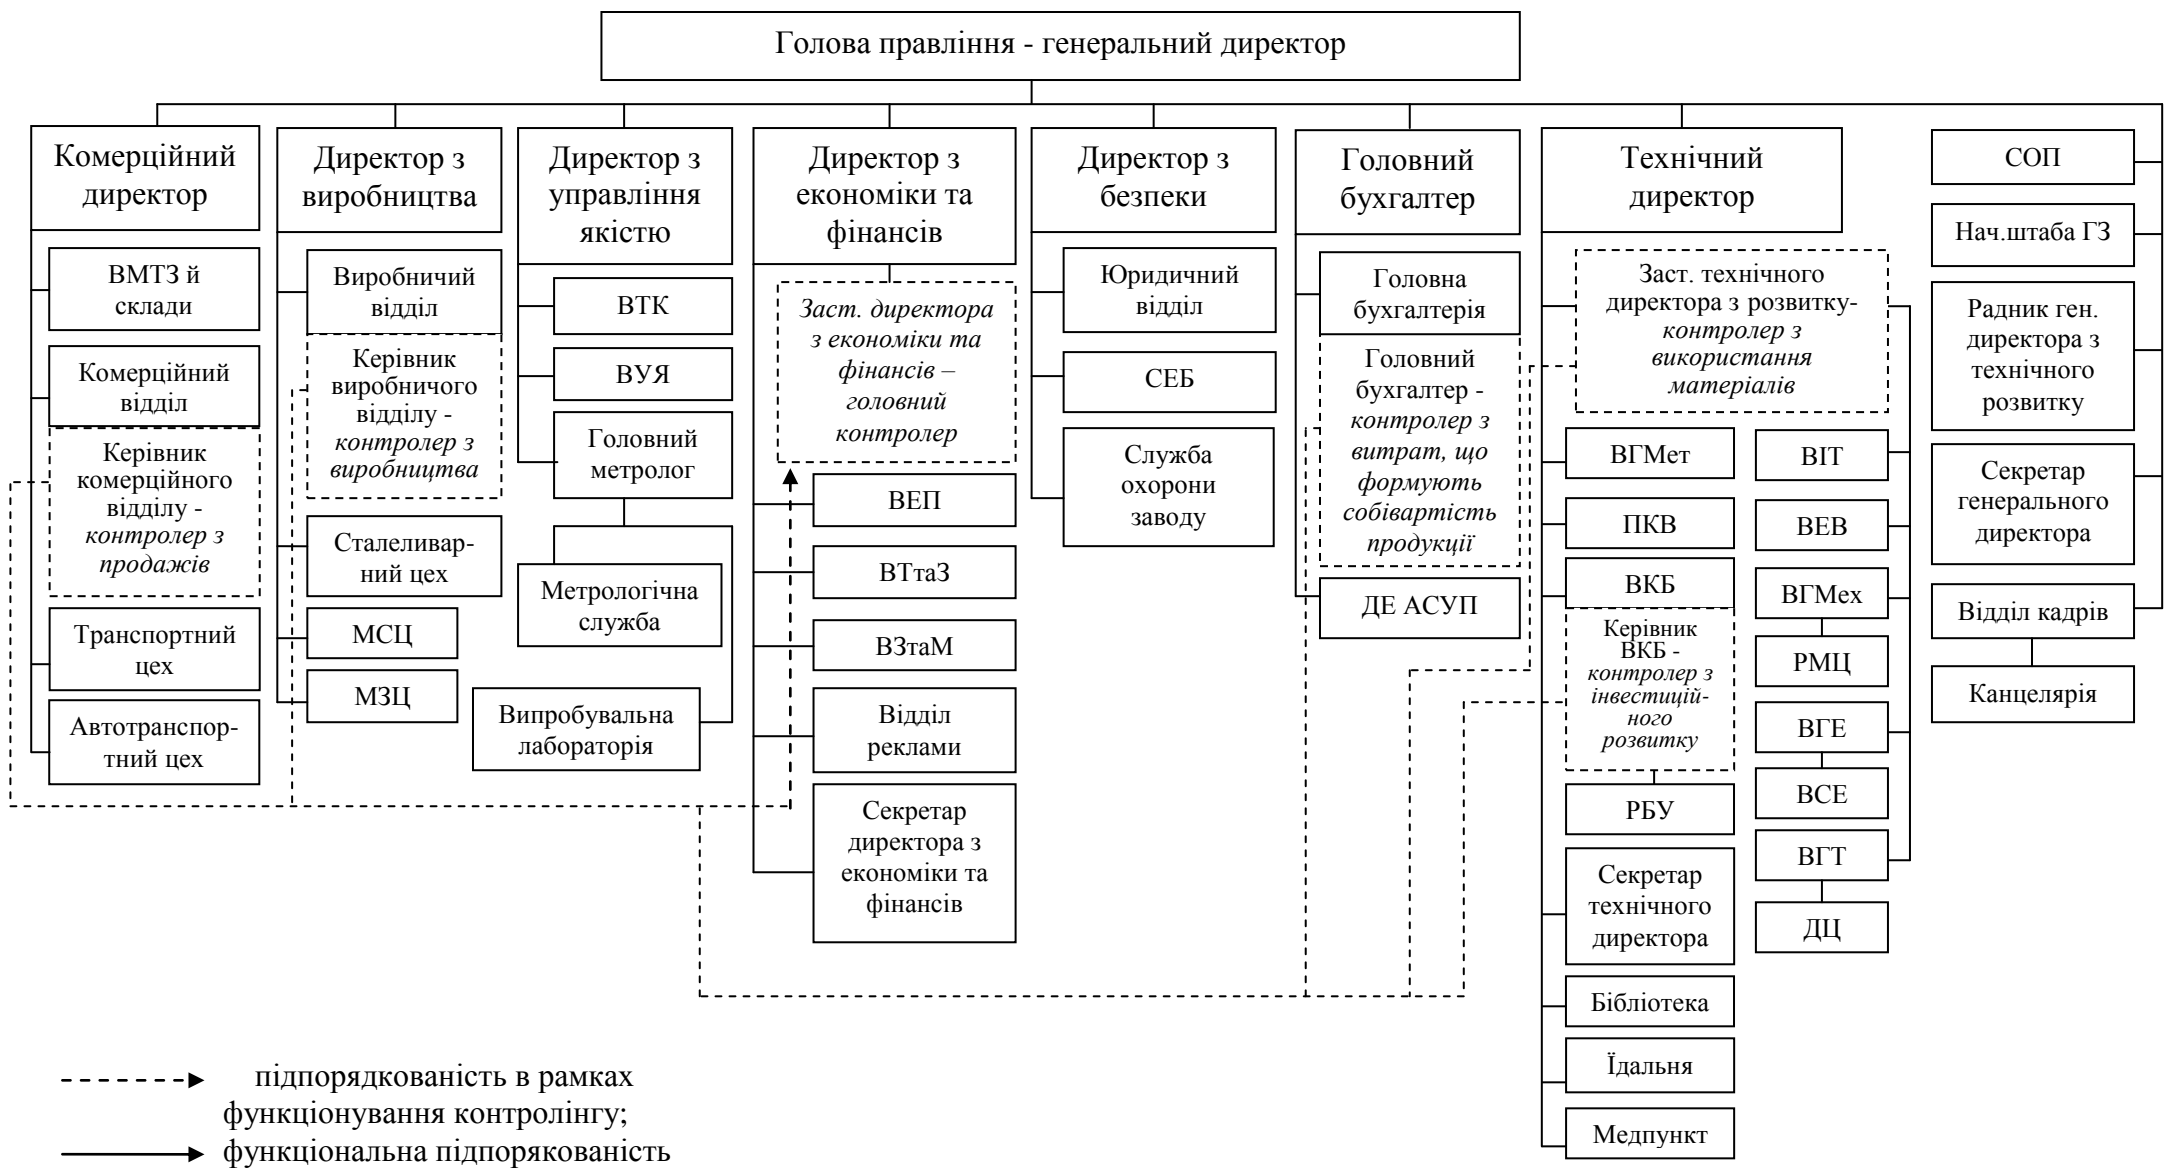 Голова правління - генеральний директор
Комерційний
директор
ВМТЗ й
склади
Комерційний
відділ
Керівник
комерційного
відділу -
контролер з
продажів
Транспортний
цех
Автотранспор-
тний цех
Директор з
виробництва
Виробничий
відділ
Керівник
виробничого
відділу -
контролер з
виробництва
Сталеливар-
ний цех
МСЦ
МЗЦ
Директор з
управління
якістю
ВТК
ВУЯ
Головний
метролог
Метрологічна
служба
Випробувальна
лабораторія
Директор з
економіки та
фінансів
Заст. директора
з економіки та
фінансів –
головний
контролер
ВЕП
ВТтаЗ
ВЗтаМ
Відділ
реклами
Секретар
директора з
економіки та
фінансів
Директор з
безпеки
Юридичний
відділ
СЕБ
Служба
охорони
заводу
Головний
бухгалтер
Головна
бухгалтерія
Головний
бухгалтер -
контролер з
витрат, що
формують
собівартість
продукції
ДЕ АСУП
Технічний
директор
Заст. технічного
директора з розвитку-
контролер з
використання
матеріалів
ВГМет
ПКВ
ВКБ
Керівник
ВКБ -
контролер з
інвестицій-
ного
розвитку
РБУ
Секретар
технічного
директора
Бібліотека
Їдальня
Медпункт
ВІТ
ВЕВ
ВГМех
РМЦ
ВГЕ
ВСЕ
ВГТ
ДЦ
СОП
Нач.штаба ГЗ
Радник ген.
директора з
технічного
розвитку
Секретар
генерального
директора
Відділ кадрів
Канцелярія
підпорядкованість в рамках
функціонування контролінгу;
функціональна підпорякованість